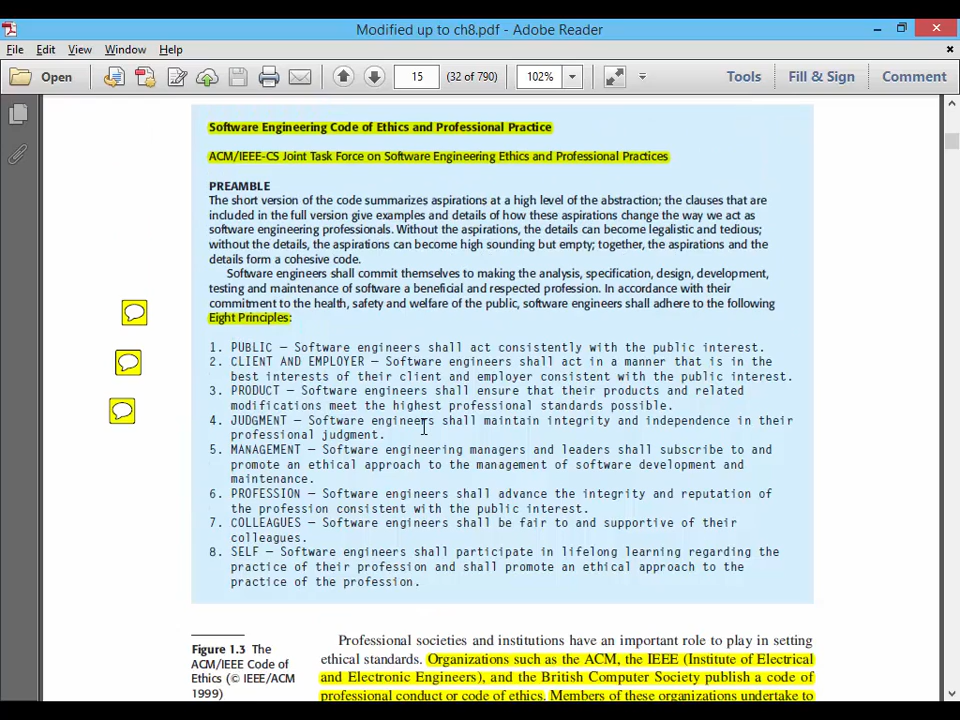 Modified up to ch8.pdf - Adobe Reader
File Edit View Window Help
Open 15 (32 of 790) 102% Tools Fill & Sign Comment
Software Engineering Code of Ethics and Professional Practice
ACM/IEEE-CS Joint Task Force on Software Engineering Ethics and Professional Practices
PREAMBLE
The short version of the code summarizes aspirations at a high level of the abstraction; the clauses that are
included in the full version give examples and details of how these aspirations change the way we act as
software engineering professionals. Without the aspirations, the details can become legalistic and tedious;
without the details, the aspirations can become high sounding but empty; together, the aspirations and the
details form a cohesive code.
Software engineers shall commit themselves to making the analysis, specification, design, development,
testing and maintenance of software a beneficial and respected profession. In accordance with their
commitment to the health, safety and welfare of the public, software engineers shall adhere to the following
Eight Principles:
1. PUBLIC — Software engineers shall act consistently with the public interest.
2. CLIENT AND EMPLOYER — Software engineers shall act in a manner that is in the
best interests of their client and employer consistent with the public interest.
3. PRODUCT — Software engineers shall ensure that their products and related
modifications meet the highest professional standards possible.
4. JUDGMENT — Software engineers shall maintain integrity and independence in their
professional judgment.
5. MANAGEMENT — Software engineering managers and leaders shall subscribe to and
promote an ethical approach to the management of software development and
maintenance.
6. PROFESSION — Software engineers shall advance the integrity and reputation of
the profession consistent with the public interest.
7. COLLEAGUES — Software engineers shall be fair to and supportive of their
colleagues.
8. SELF — Software engineers shall participate in lifelong learning regarding the
practice of their profession and shall promote an ethical approach to the
practice of the profession.
Figure 1.3 The
ACM/IEEE Code of
Ethics (© IEEE/ACM
1999)
Professional societies and institutions have an important role to play in setting
ethical standards. Organizations such as the ACM, the IEEE (Institute of Electrical
and Electronic Engineers), and the British Computer Society publish a code of
professional conduct or code of ethics. Members of these organizations undertake to